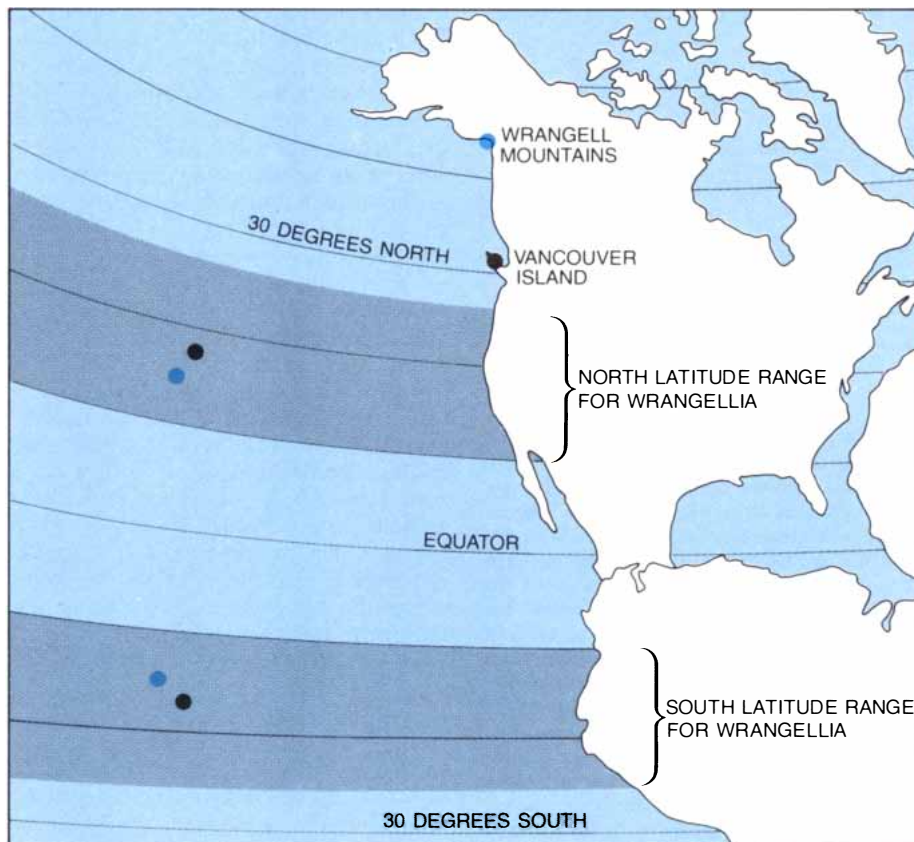 WRANGELL
MOUNTAINS
30 DEGREES NORTH
VANCOUVER
ISLAND
NORTH LATITUDE RANGE
FOR WRANGELLIA
EQUATOR
SOUTH LATITUDE RANGE
FOR WRANGELLIA
30 DEGREES SOUTH